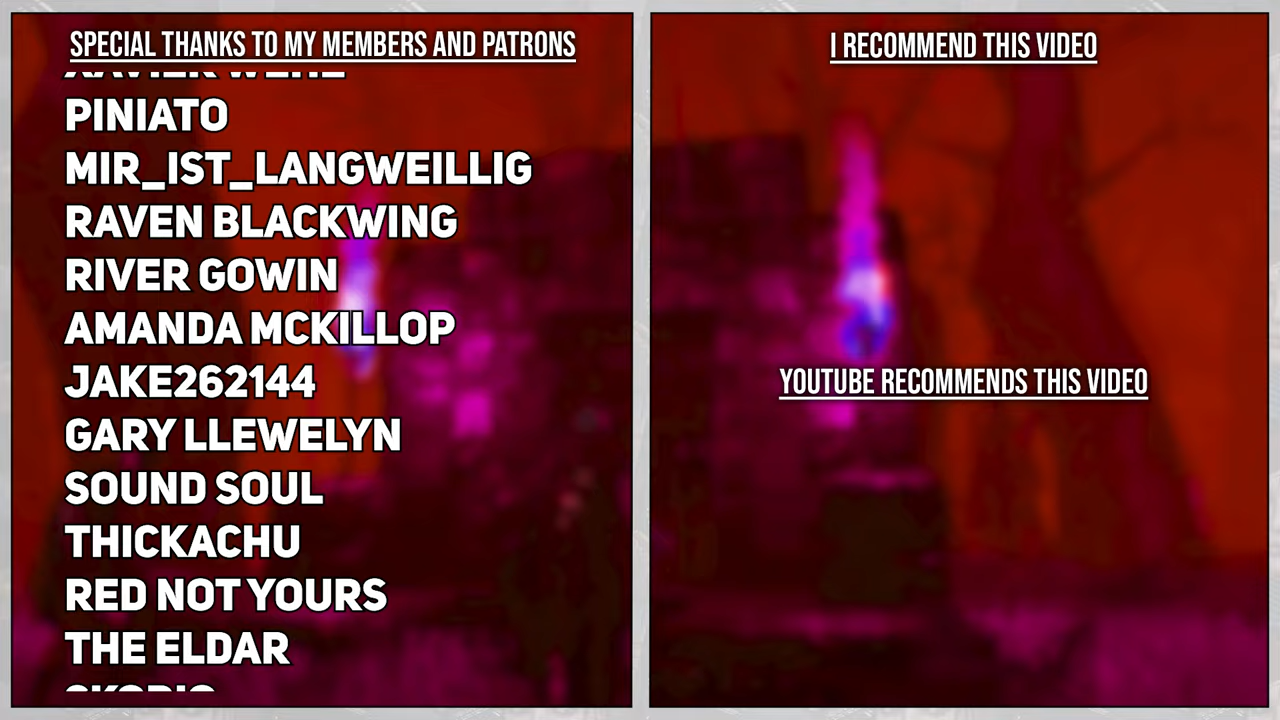 SPECIAL THANKS TO MY MEMBERS AND PATRONS
PINIATO
MIR_IST_LANGWEILLIG
RAVEN BLACKWING
RIVER GOWIN
AMANDA MCKILLOP
JAKE262144
GARY LLEWELYN
SOUND SOUL
THICKACHU
RED NOT YOURS
THE ELDAR
I RECOMMEND THIS VIDEO
YOUTUBE RECOMMENDS THIS VIDEO